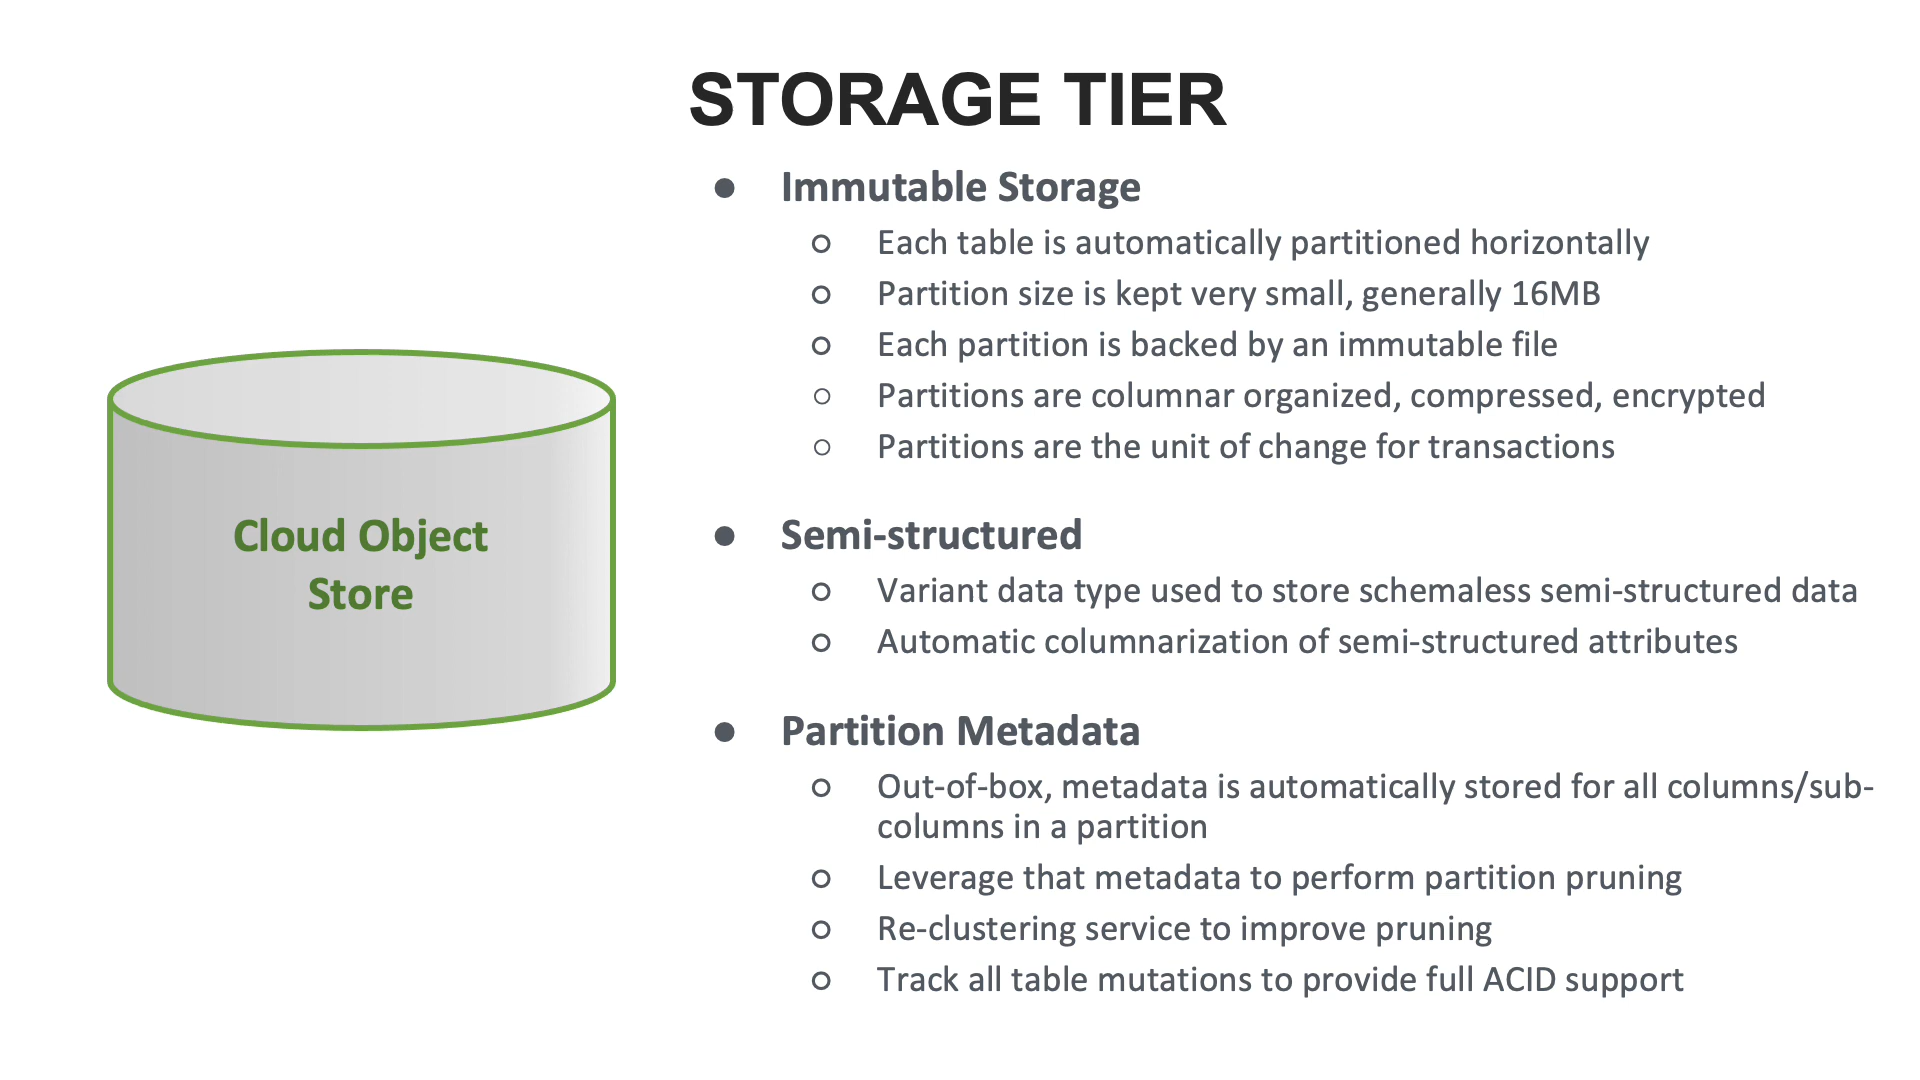 STORAGE TIER
Cloud Object
Store
● Immutable Storage
○ Each table is automatically partitioned horizontally
○ Partition size is kept very small, generally 16MB
○ Each partition is backed by an immutable file
○ Partitions are columnar organized, compressed, encrypted
○ Partitions are the unit of change for transactions
● Semi-structured
○ Variant data type used to store schemaless semi-structured data
○ Automatic columnarization of semi-structured attributes
● Partition Metadata
○ Out-of-box, metadata is automatically stored for all columns/sub-
columns in a partition
○ Leverage that metadata to perform partition pruning
○ Re-clustering service to improve pruning
○ Track all table mutations to provide full ACID support